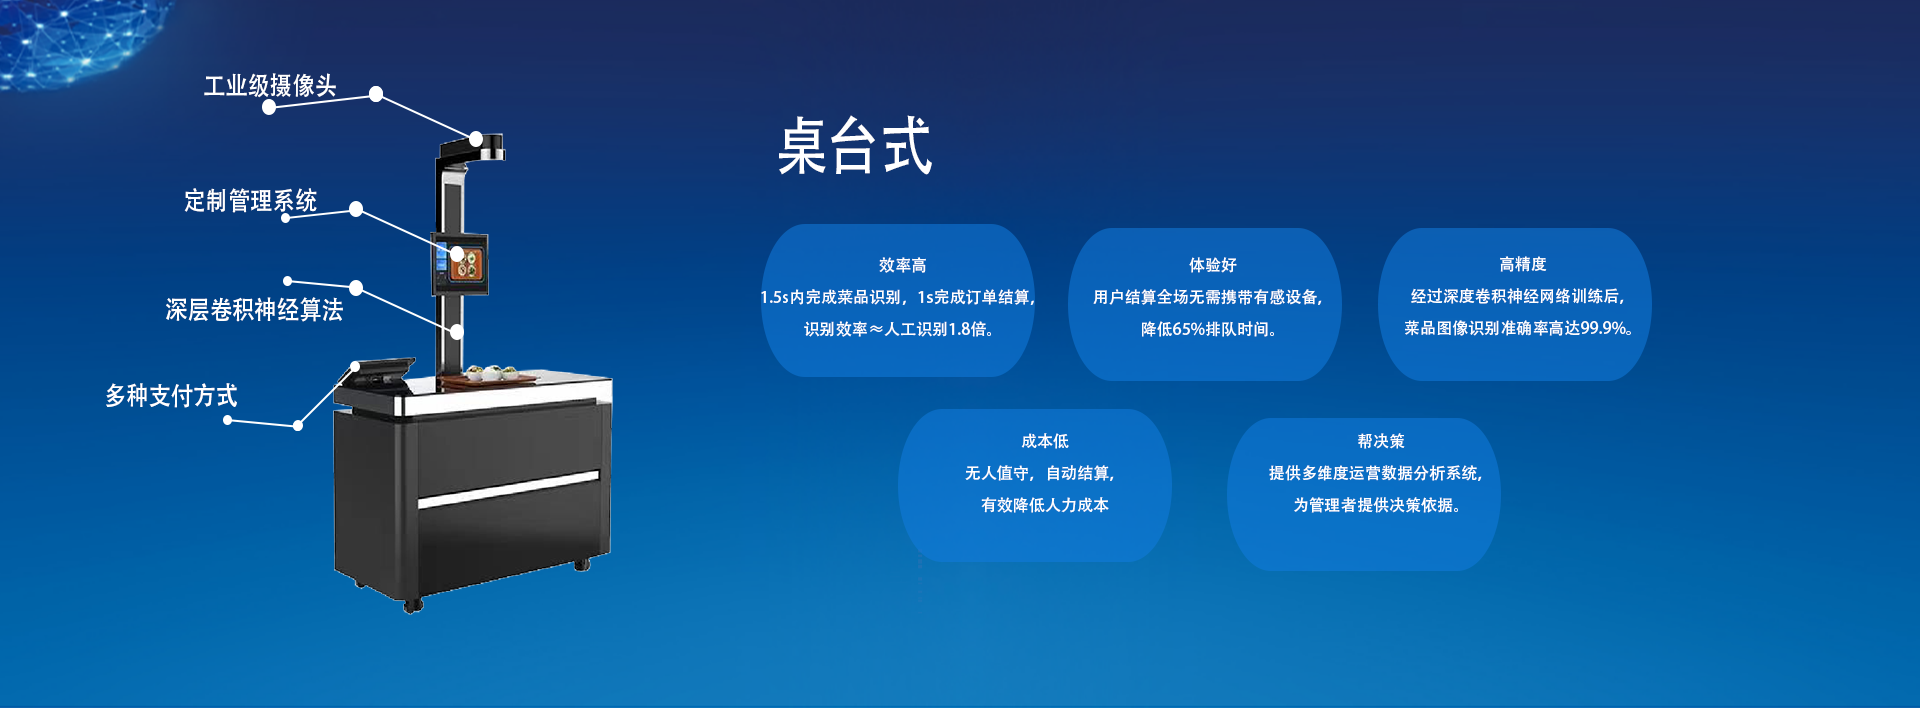 工业级摄像头
定制管理系统
深层卷积神经算法
多种支付方式
桌台式
效率高
1.5s内完成菜品识别，1s完成订单结算，
识别效率≈人工识别1.8倍。
体验好
用户结算全场无需携带有感设备，
降低65%排队时间。
高精度
经过深度卷积神经网络训练后，
菜品图像识别准确率高达99.9%。
成本低
无人值守，自动结算，
有效降低人力成本
帮决策
提供多维度运营数据分析系统，
为管理者提供决策依据。